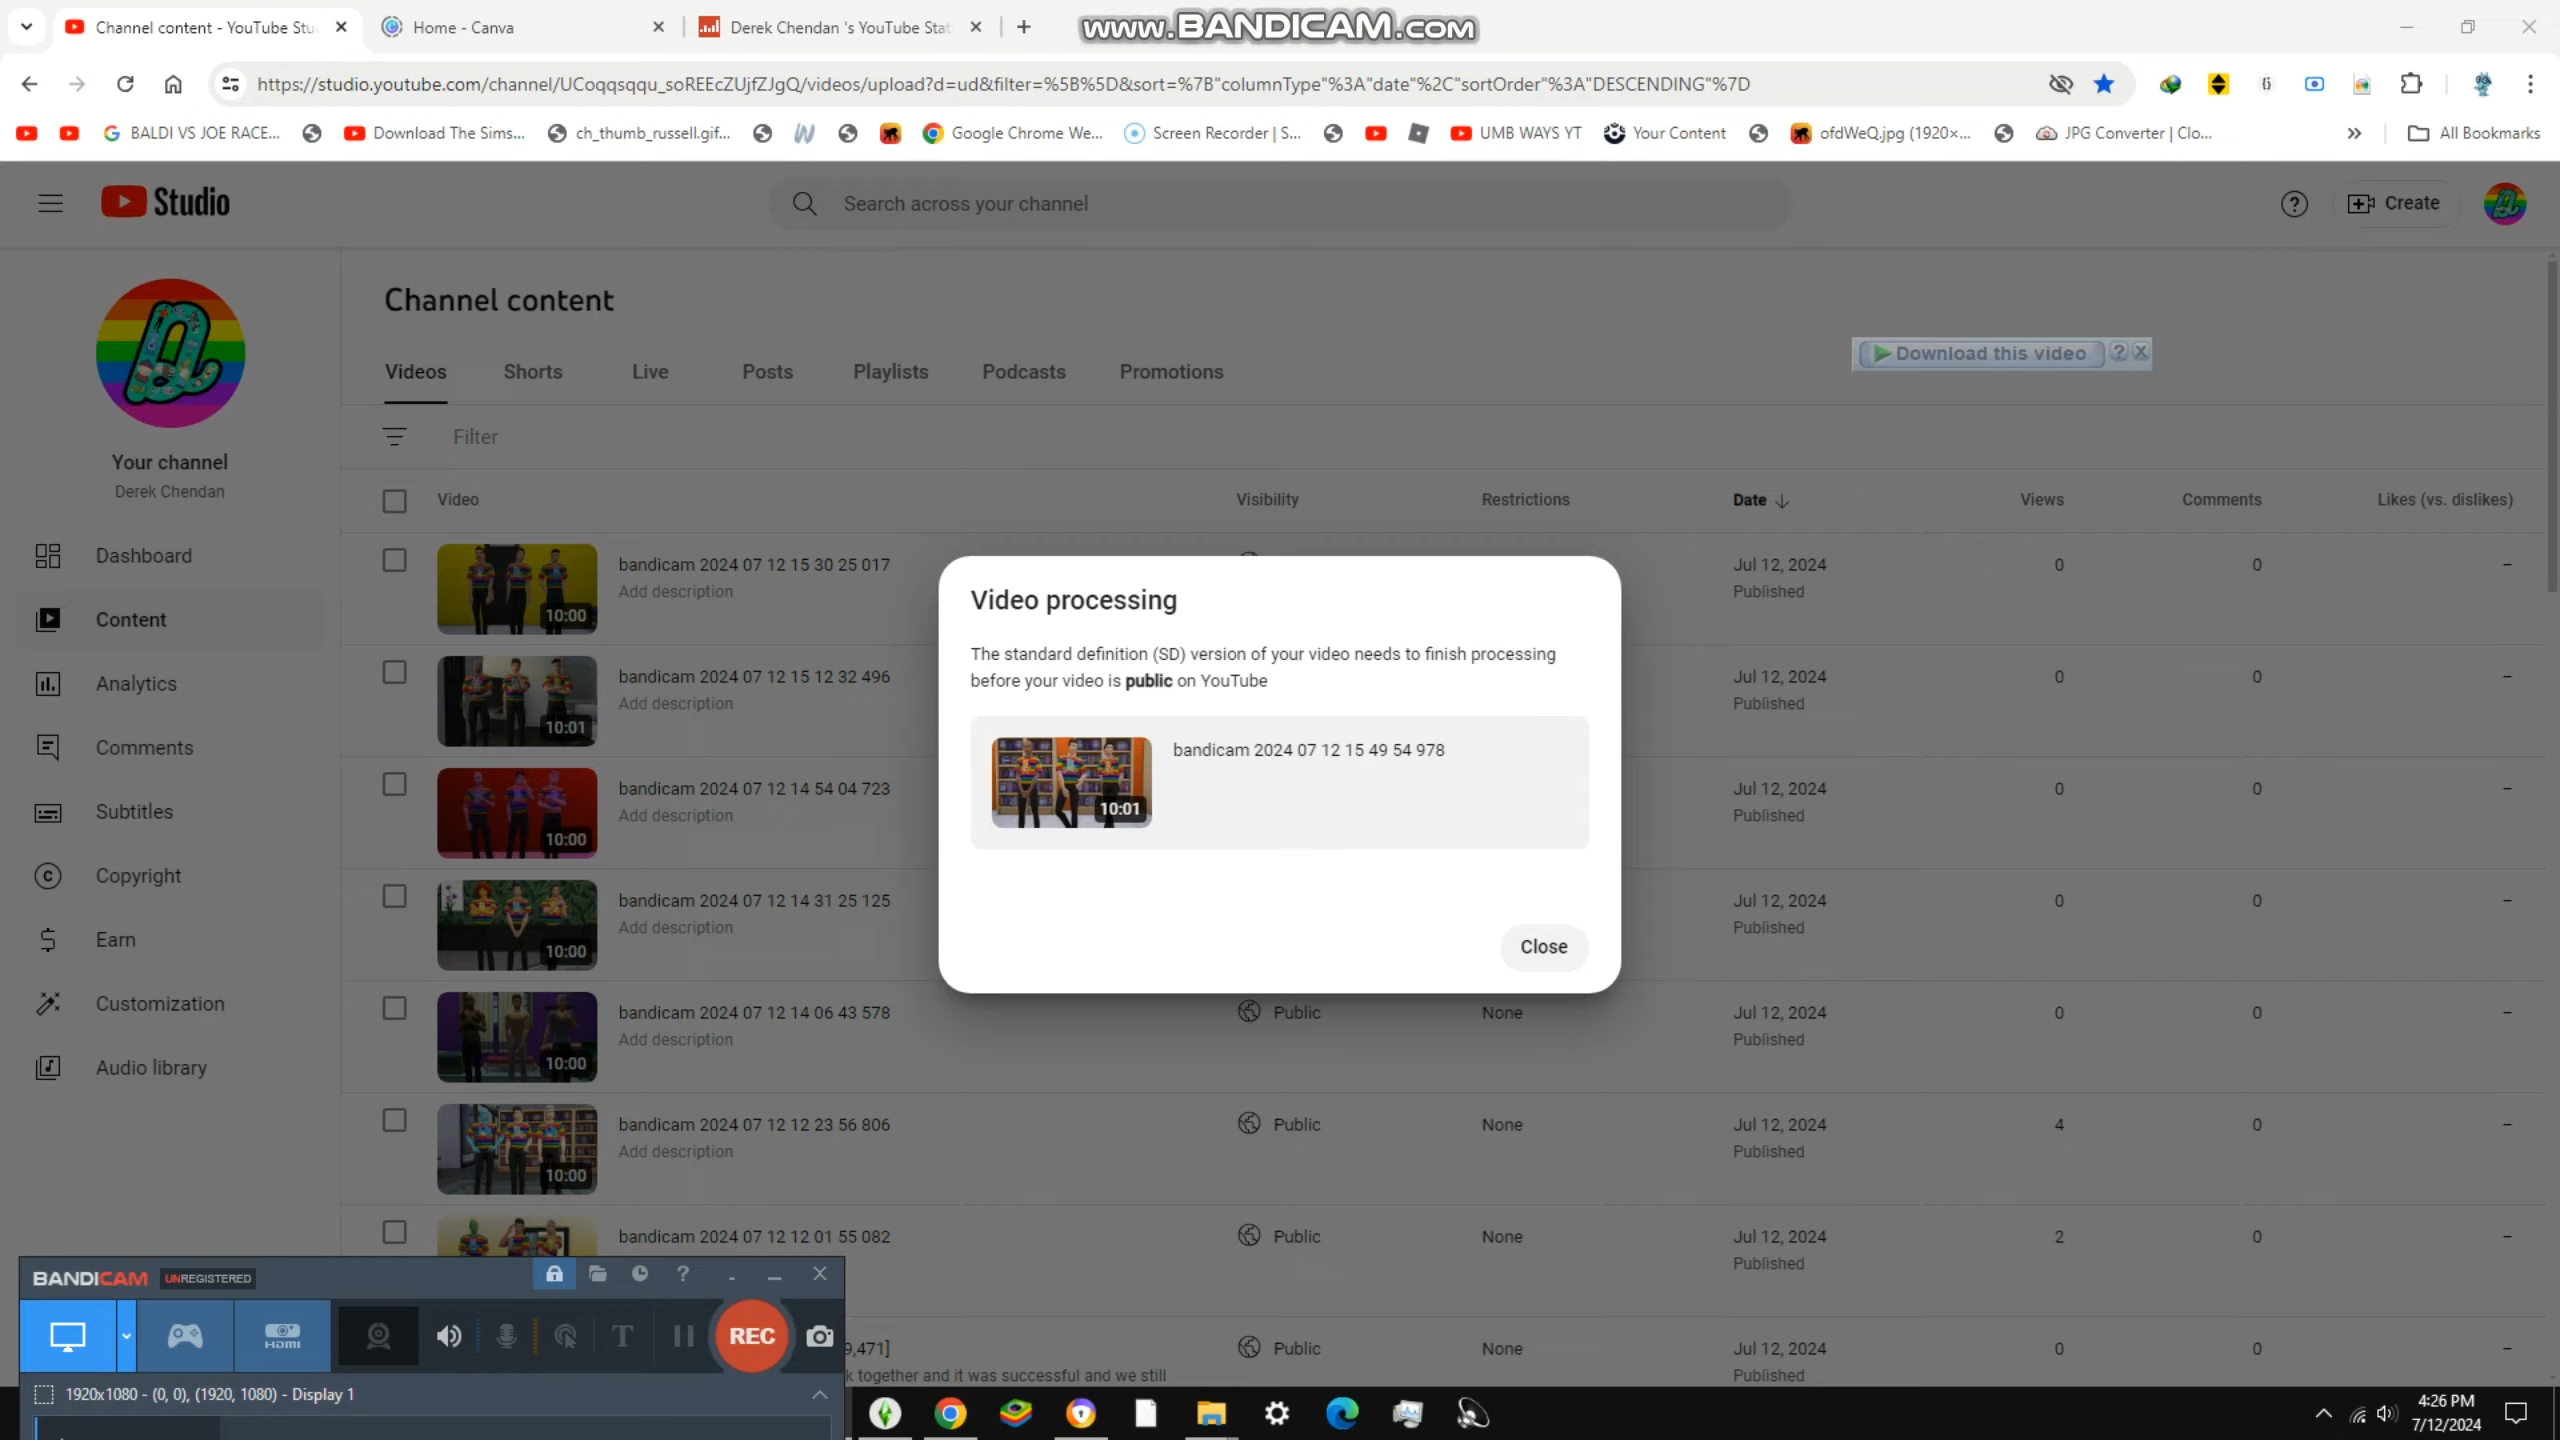 Channel content - YouTube Stu
Home - Canva
Derek Chendan 's YouTube Stat
www.BANDICAM.com
https://studio.youtube.com/channel/UCoqqsqqu_soREEcZUjfZJgQ/videos/upload?d=ud&filter=%5B%5D&sort=%7B"columnType"%3A"date"%2C"sortOrder"%3A"DESCENDING"%7D
BALDI VS JOE RACE...
Download The Sims...
ch_thumb_russell.gif...
Google Chrome We...
Screen Recorder | S...
UMB WAYS YT
Your Content
ofdWeQ.jpg (1920×...
JPG Converter | Clo...
All Bookmarks
Studio
Search across your channel
Create
Channel content
Download this video
Videos Shorts Live Posts Playlists Podcasts Promotions
Filter
Your channel
Derek Chendan
Dashboard
Content
Analytics
Comments
Subtitles
Copyright
Earn
Customization
Audio library
Video Visibility Restrictions Date Views Comments Likes (vs. dislikes)
bandicam 2024 07 12 15 30 25 017 Jul 12, 2024 0 0 –
Add description Published
10:00
bandicam 2024 07 12 15 12 32 496 Jul 12, 2024 0 0 –
Add description Published
10:01
bandicam 2024 07 12 14 54 04 723 Jul 12, 2024 0 0 –
Add description Published
10:00
bandicam 2024 07 12 14 31 25 125 Jul 12, 2024 0 0 –
Add description Published
10:00
bandicam 2024 07 12 14 06 43 578 Public None Jul 12, 2024 0 0 –
Add description Published
10:00
bandicam 2024 07 12 12 23 56 806 Public None Jul 12, 2024 4 0 –
Add description Published
10:00
bandicam 2024 07 12 12 01 55 082 Public None Jul 12, 2024 2 0 –
Published
9,471] Public None Jul 12, 2024 0 0 –
k together and it was successful and we still Published
Video processing
The standard definition (SD) version of your video needs to finish processing
before your video is public on YouTube
bandicam 2024 07 12 15 49 54 978
10:01
Close
BANDICAM UNREGISTERED
HDMI
T
REC
1920x1080 - (0, 0), (1920, 1080) - Display 1
4:26 PM
7/12/2024